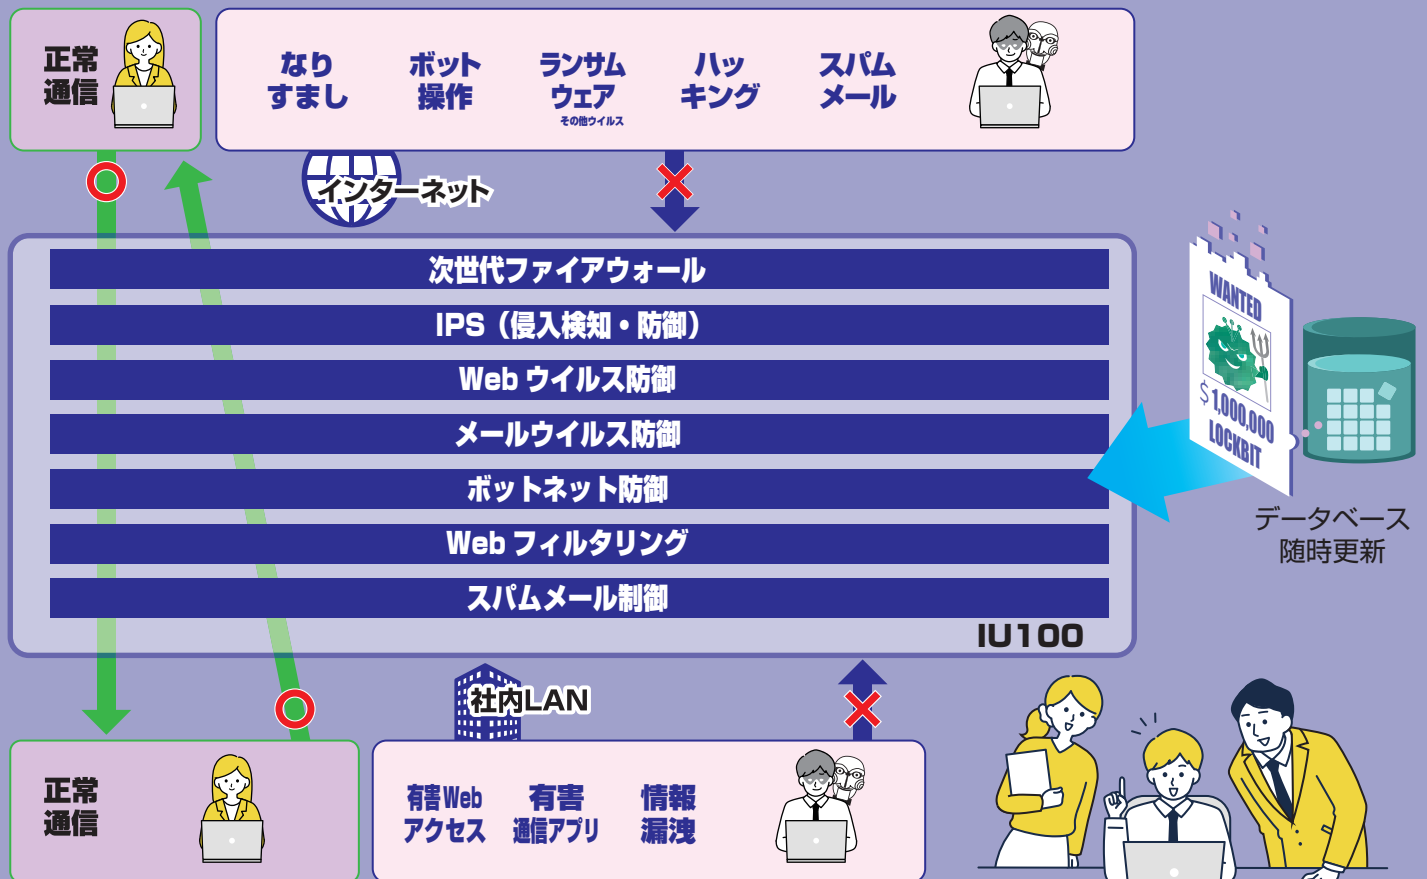 正常
通信
なり
すまし
ボット
操作
ランサム
ウェア
その他ウイルス
ハッ
キング
スパム
メール
インターネット
次世代ファイアウォール
IPS（侵入検知・防御）
Web ウイルス防御
メールウイルス防御
ボットネット防御
Web フィルタリング
スパムメール制御
IU100
WANTED
$1,000,000
LOCKBIT
データベース
随時更新
社内LAN
正常
通信
有害Web
アクセス
有害
通信アプリ
情報
漏洩